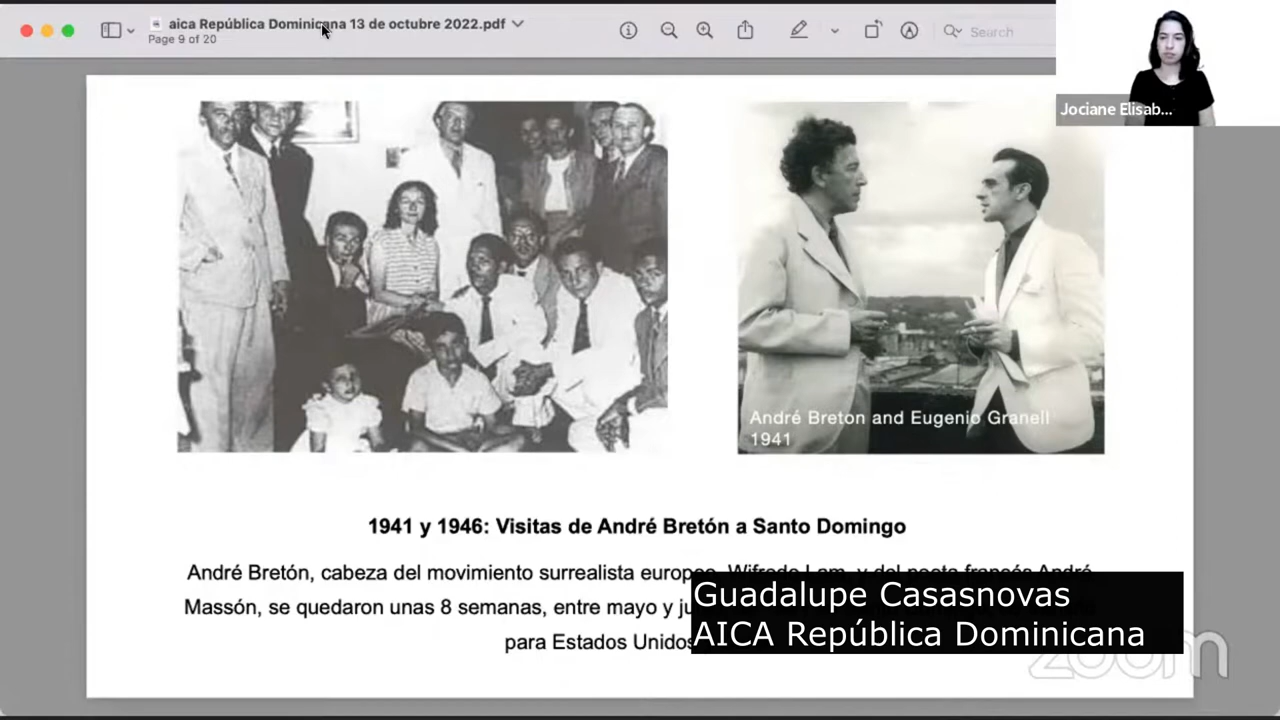 aica República Dominicana 13 de octubre 2022.pdf
Page 9 of 20
Search
Jociane Elisab...
André Breton and Eugenio Granell
1941
1941 y 1946: Visitas de André Bretón a Santo Domingo
André Bretón, cabeza del movimiento surrealista europeo, Wifredo Lam, y del poeta francés André
Massón, se quedaron unas 8 semanas, entre mayo y ju
para Estados Unidos
Guadalupe Casasnovas
AICA República Dominicana
zoom